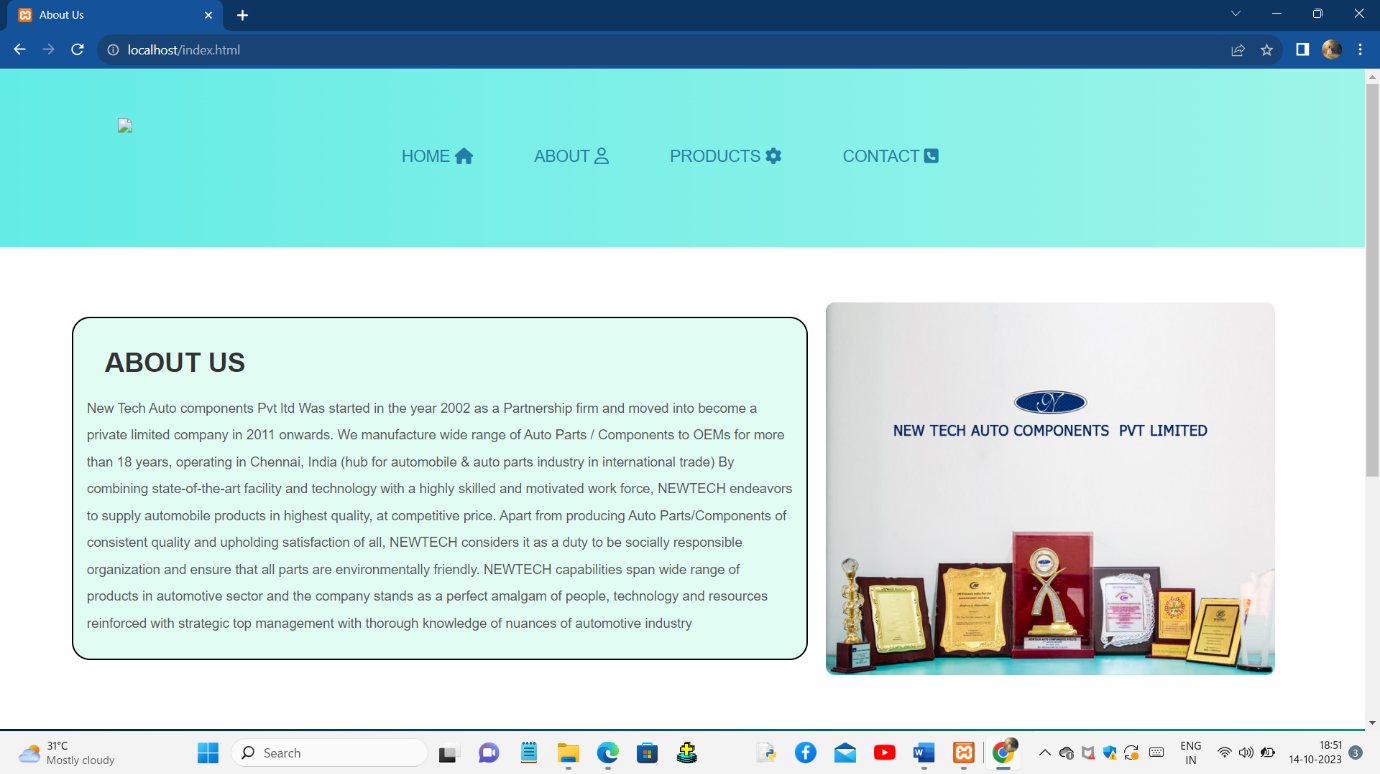 About Us
localhost/index.html
HOME
ABOUT
PRODUCTS
CONTACT
ABOUT US
New Tech Auto components Pvt ltd Was started in the year 2002 as a Partnership firm and moved into become a
private limited company in 2011 onwards. We manufacture wide range of Auto Parts / Components to OEMs for more
than 18 years, operating in Chennai, India (hub for automobile & auto parts industry in international trade) By
combining state-of-the-art facility and technology with a highly skilled and motivated work force, NEWTECH endeavors
to supply automobile products in highest quality, at competitive price. Apart from producing Auto Parts/Components of
consistent quality and upholding satisfaction of all, NEWTECH considers it as a duty to be socially responsible
organization and ensure that all parts are environmentally friendly. NEWTECH capabilities span wide range of
products in automotive sector and the company stands as a perfect amalgam of people, technology and resources
reinforced with strategic top management with thorough knowledge of nuances of automotive industry
N
NEW TECH AUTO COMPONENTS PVT LIMITED
31°C
Mostly cloudy
Search
ENG
IN
18:51
14-10-2023
3